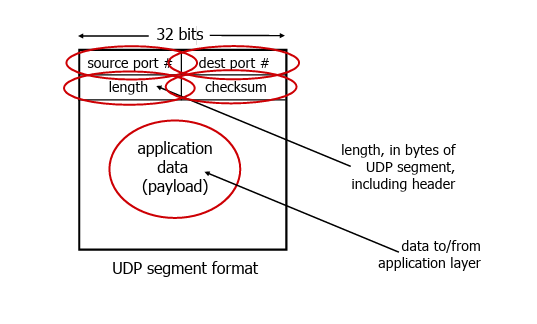 32 bits
source port # dest port #
length checksum
application
data
(payload)
length, in bytes of
UDP segment,
including header
data to/from
application layer
UDP segment format